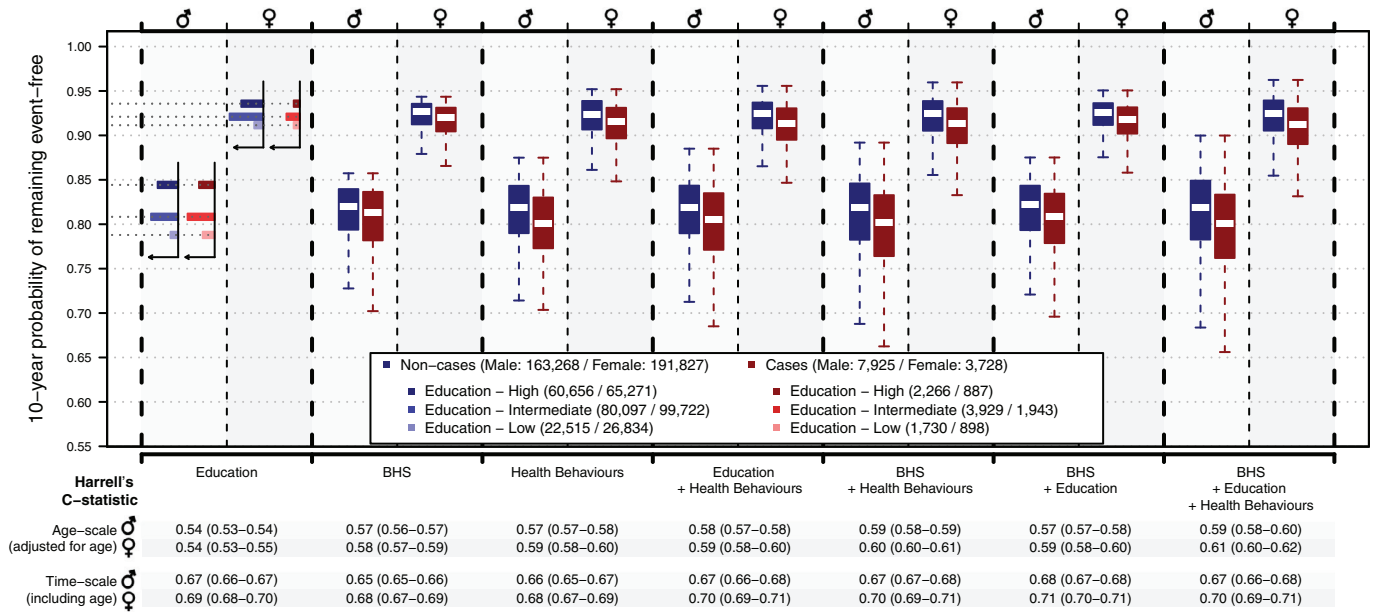 ♂ ♀ ♂ ♀ ♂ ♀ ♂ ♀ ♂ ♀ ♂ ♀ ♂ ♀
10−year probability of remaining event−free
1.00
0.95
0.90
0.85
0.80
0.75
0.70
0.65
0.60
0.55
Non−cases (Male: 163,268 / Female: 191,827)
Education − High (60,656 / 65,271)
Education − Intermediate (80,097 / 99,722)
Education − Low (22,515 / 26,834)
Cases (Male: 7,925 / Female: 3,728)
Education − High (2,266 / 887)
Education − Intermediate (3,929 / 1,943)
Education − Low (1,730 / 898)
Education
BHS
Health Behaviours
Education
+ Health Behaviours
BHS
+ Health Behaviours
BHS
+ Education
BHS
+ Education
+ Health Behaviours
Harrell's
C−statistic
Age−scale ♂ 0.54 (0.53−0.54) 0.57 (0.56−0.57) 0.57 (0.57−0.58) 0.58 (0.57−0.58) 0.59 (0.58−0.59) 0.57 (0.57−0.58) 0.59 (0.58−0.60)
(adjusted for age) ♀ 0.54 (0.53−0.55) 0.58 (0.57−0.59) 0.59 (0.58−0.60) 0.59 (0.58−0.60) 0.60 (0.60−0.61) 0.59 (0.58−0.60) 0.61 (0.60−0.62)
Time−scale ♂ 0.67 (0.66−0.67) 0.65 (0.65−0.66) 0.66 (0.65−0.67) 0.67 (0.66−0.68) 0.67 (0.67−0.68) 0.68 (0.67−0.68) 0.67 (0.66−0.68)
(including age) ♀ 0.69 (0.68−0.70) 0.68 (0.67−0.69) 0.68 (0.67−0.69) 0.70 (0.69−0.71) 0.70 (0.69−0.71) 0.71 (0.70−0.71) 0.70 (0.69−0.71)